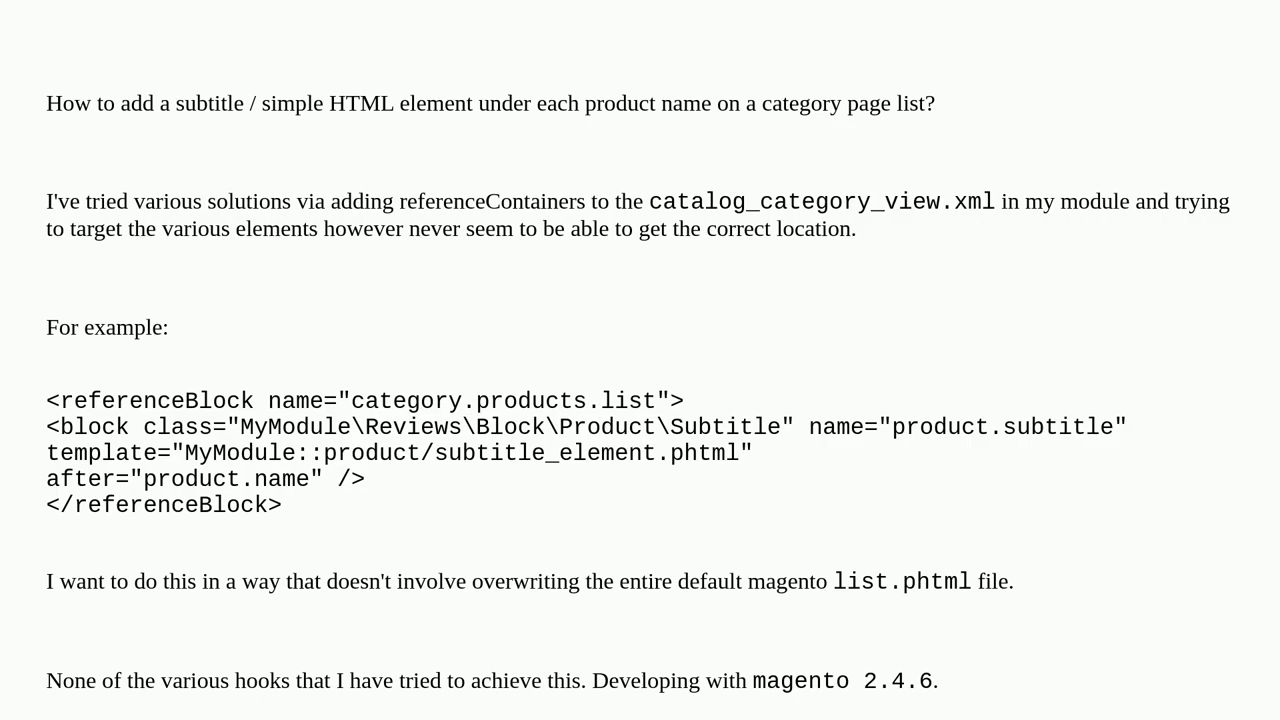 How to add a subtitle / simple HTML element under each product name on a category page list?
I've tried various solutions via adding referenceContainers to the catalog_category_view.xml in my module and trying
to target the various elements however never seem to be able to get the correct location.
For example:
<referenceBlock name="category.products.list">
<block class="MyModule\Reviews\Block\Product\Subtitle" name="product.subtitle"
template="MyModule::product/subtitle_element.phtml"
after="product.name" />
</referenceBlock>
I want to do this in a way that doesn't involve overwriting the entire default magento list.phtml file.
None of the various hooks that I have tried to achieve this. Developing with magento 2.4.6.